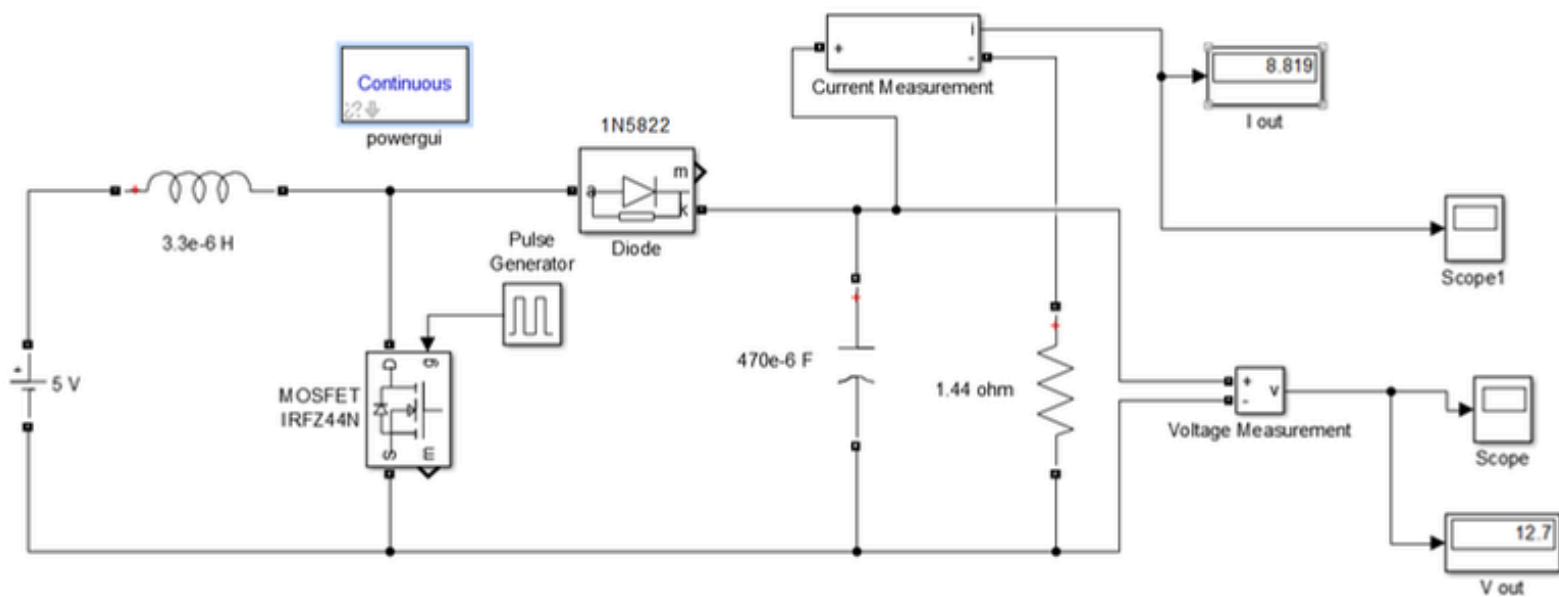 Continuous
powergui
i
+
-
Current Measurement
8.819
I out
1N5822
m
a
k
Diode
3.3e-6 H
Pulse
Generator
Scope1
5 V
D
g
MOSFET
IRFZ44N
S
m
470e-6 F
1.44 ohm
+
-
v
Voltage Measurement
Scope
12.7
V out